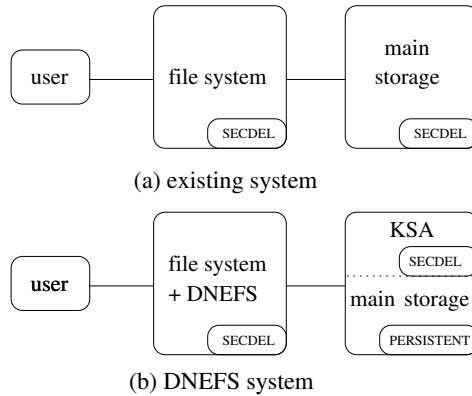 user
file system
SECDEL
main
storage
SECDEL
(a) existing system
user
file system
+ DNEFS
SECDEL
KSA
SECDEL
main storage
PERSISTENT
(b) DNEFS system